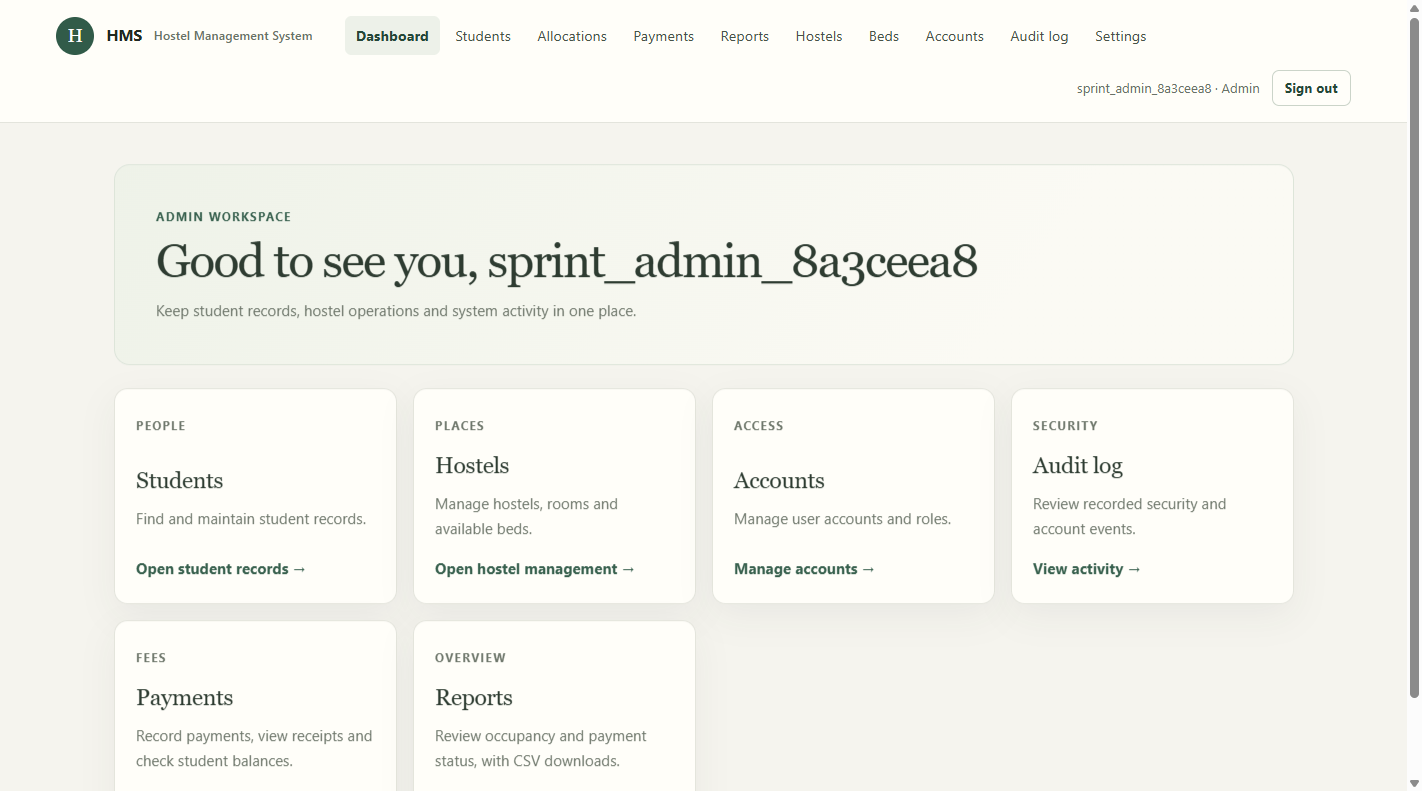 H HMS Hostel Management System Dashboard Students Allocations Payments Reports Hostels Beds Accounts Audit log Settings
sprint_admin_8a3ceea8 · Admin Sign out
ADMIN WORKSPACE
Good to see you, sprint_admin_8a3ceea8
Keep student records, hostel operations and system activity in one place.
PEOPLE
Students
Find and maintain student records.
Open student records →
PLACES
Hostels
Manage hostels, rooms and
available beds.
Open hostel management →
ACCESS
Accounts
Manage user accounts and roles.
Manage accounts →
SECURITY
Audit log
Review recorded security and
account events.
View activity →
FEES
Payments
Record payments, view receipts and
check student balances.
OVERVIEW
Reports
Review occupancy and payment
status, with CSV downloads.